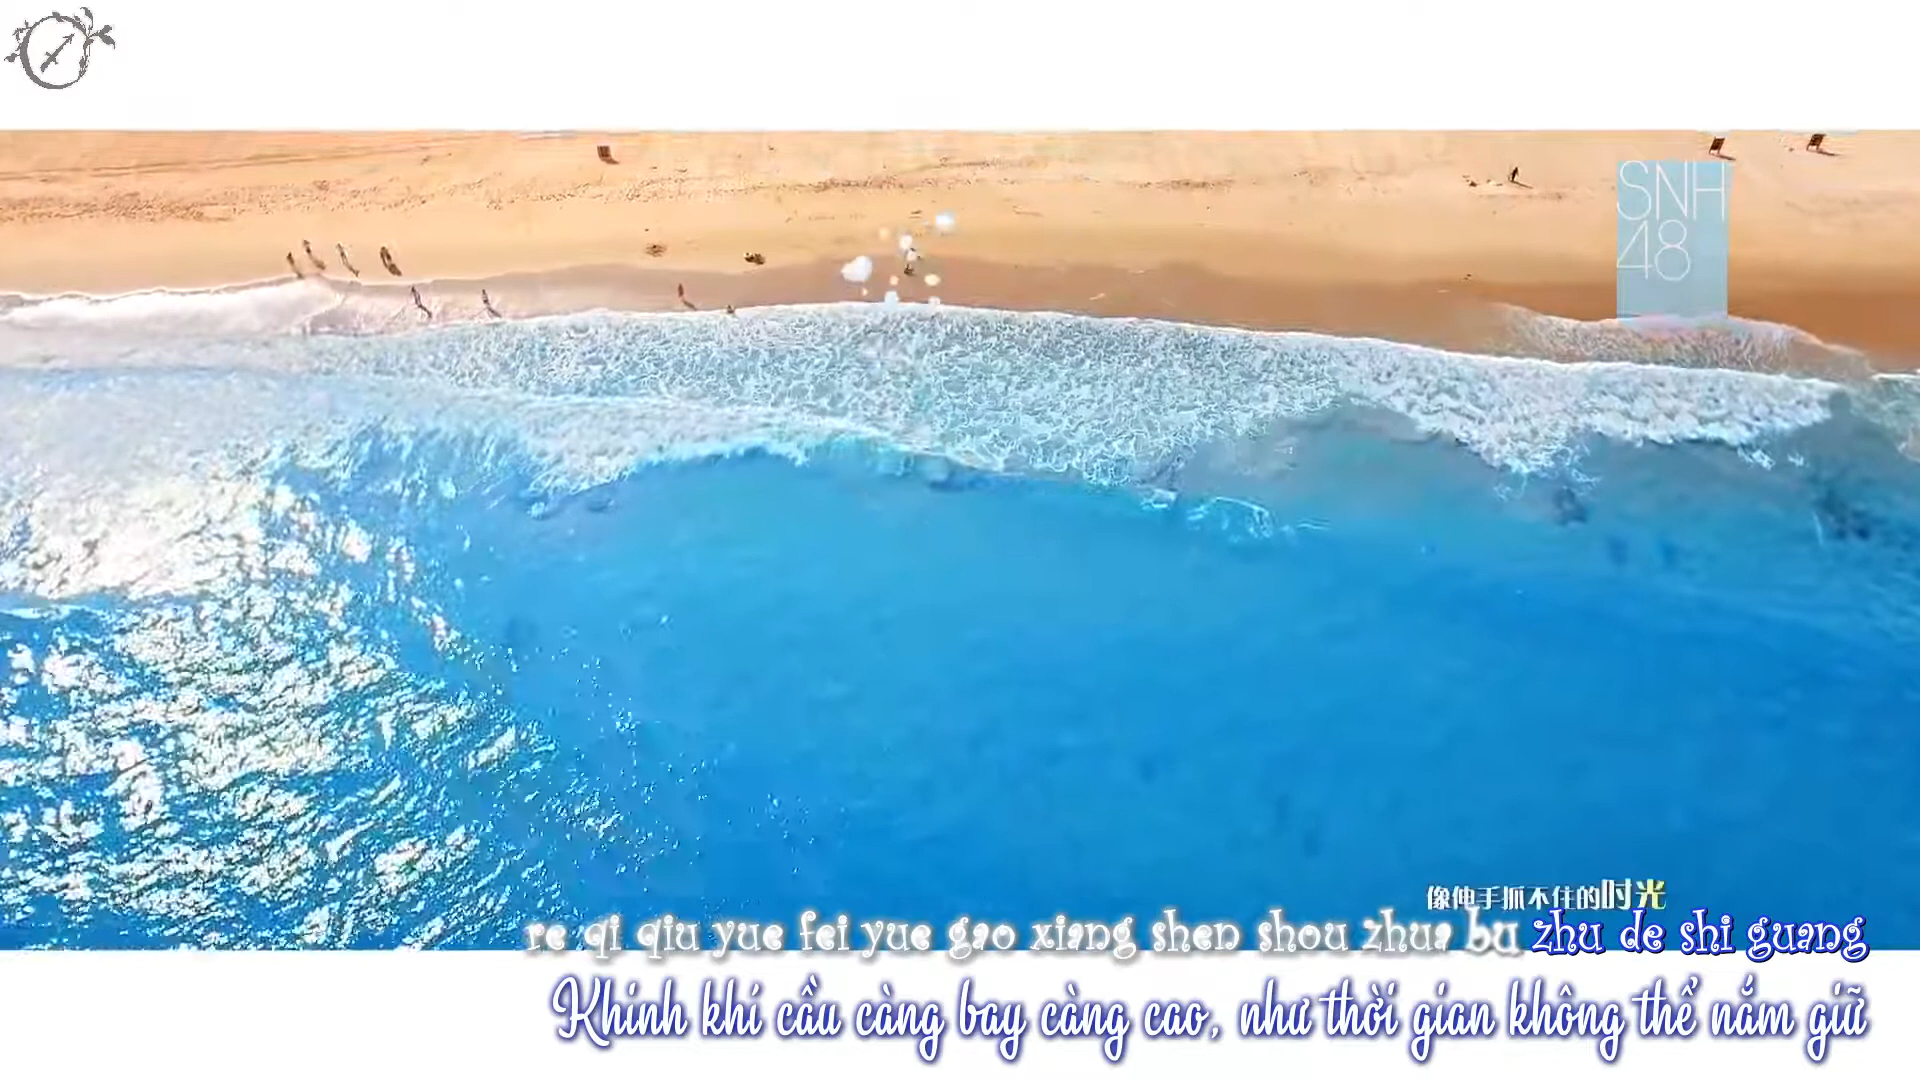 SNH
48
像伸手抓不住的时光
re qi qiu yue fei yue gao xiang shen shou zhua bu zhu de shi guang
Khinh khí cầu càng bay càng cao, như thời gian không thể nắm giữ